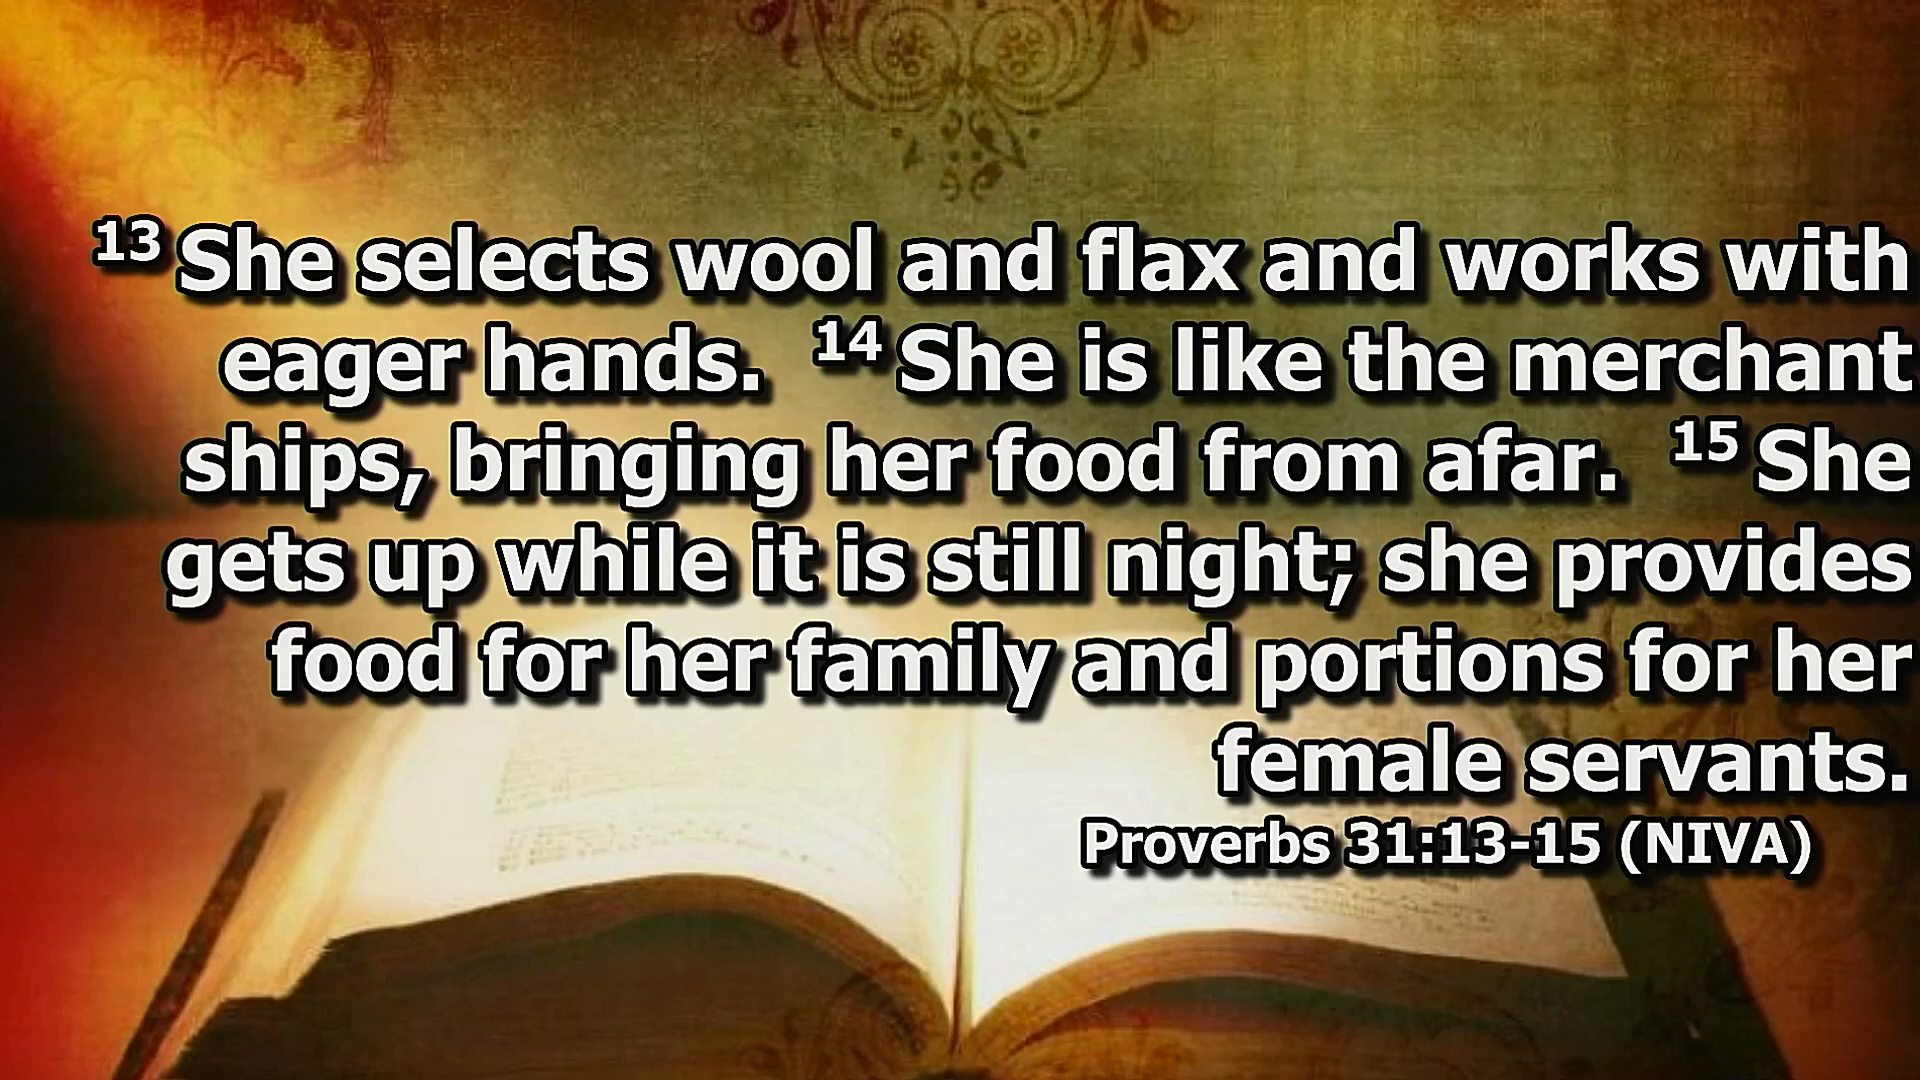 13 She selects wool and flax and works with
eager hands. 14 She is like the merchant
ships, bringing her food from afar. 15 She
gets up while it is still night; she provides
food for her family and portions for her
female servants.
Proverbs 31:13-15 (NIVA)